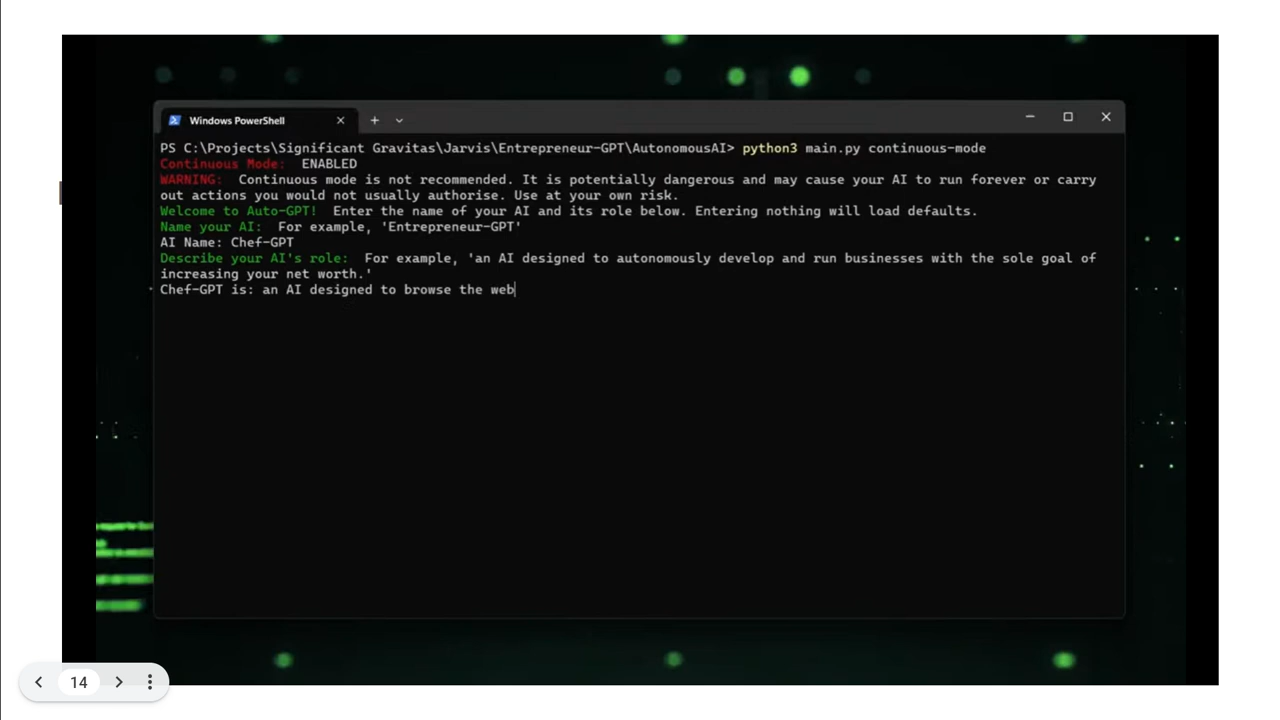 Windows PowerShell
PS C:\Projects\Significant Gravitas\Jarvis\Entrepreneur-GPT\AutonomousAI> python3 main.py continuous-mode
Continuous Mode: ENABLED
WARNING: Continuous mode is not recommended. It is potentially dangerous and may cause your AI to run forever or carry
out actions you would not usually authorise. Use at your own risk.
Welcome to Auto-GPT! Enter the name of your AI and its role below. Entering nothing will load defaults.
Name your AI: For example, 'Entrepreneur-GPT'
AI Name: Chef-GPT
Describe your AI's role: For example, 'an AI designed to autonomously develop and run businesses with the sole goal of
increasing your net worth.'
Chef-GPT is: an AI designed to browse the web
14